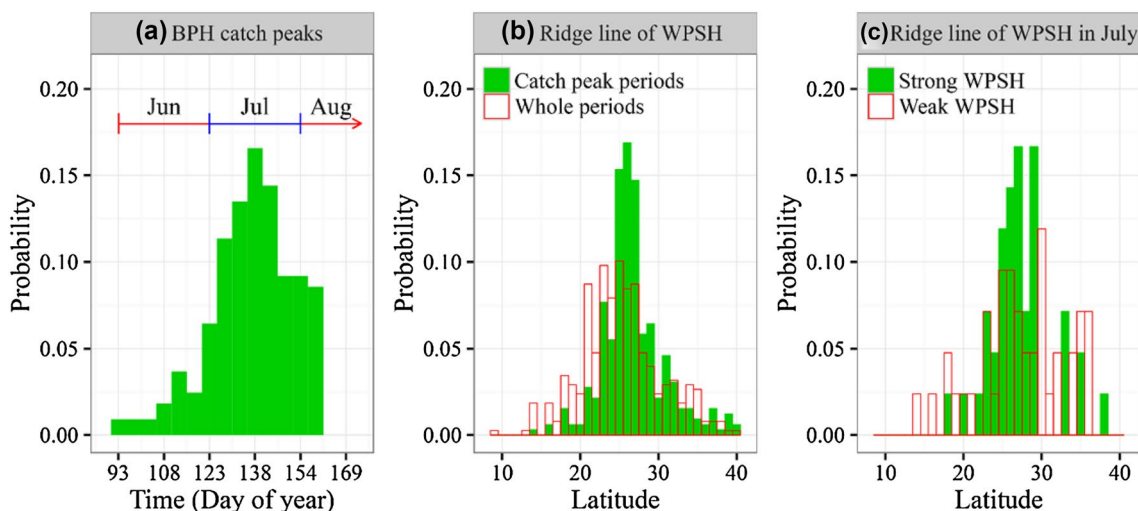 (a) BPH catch peaks
0.20
0.15
0.10
0.05
0.00
Probability
Jun Jul Aug
93 108 123 138 154 169
Time (Day of year)
(b) Ridge line of WPSH
0.20
0.15
0.10
0.05
0.00
Probability
Catch peak periods
Whole periods
10 20 30 40
Latitude
(c) Ridge line of WPSH in July
0.20
0.15
0.10
0.05
0.00
Probability
Strong WPSH
Weak WPSH
10 20 30 40
Latitude